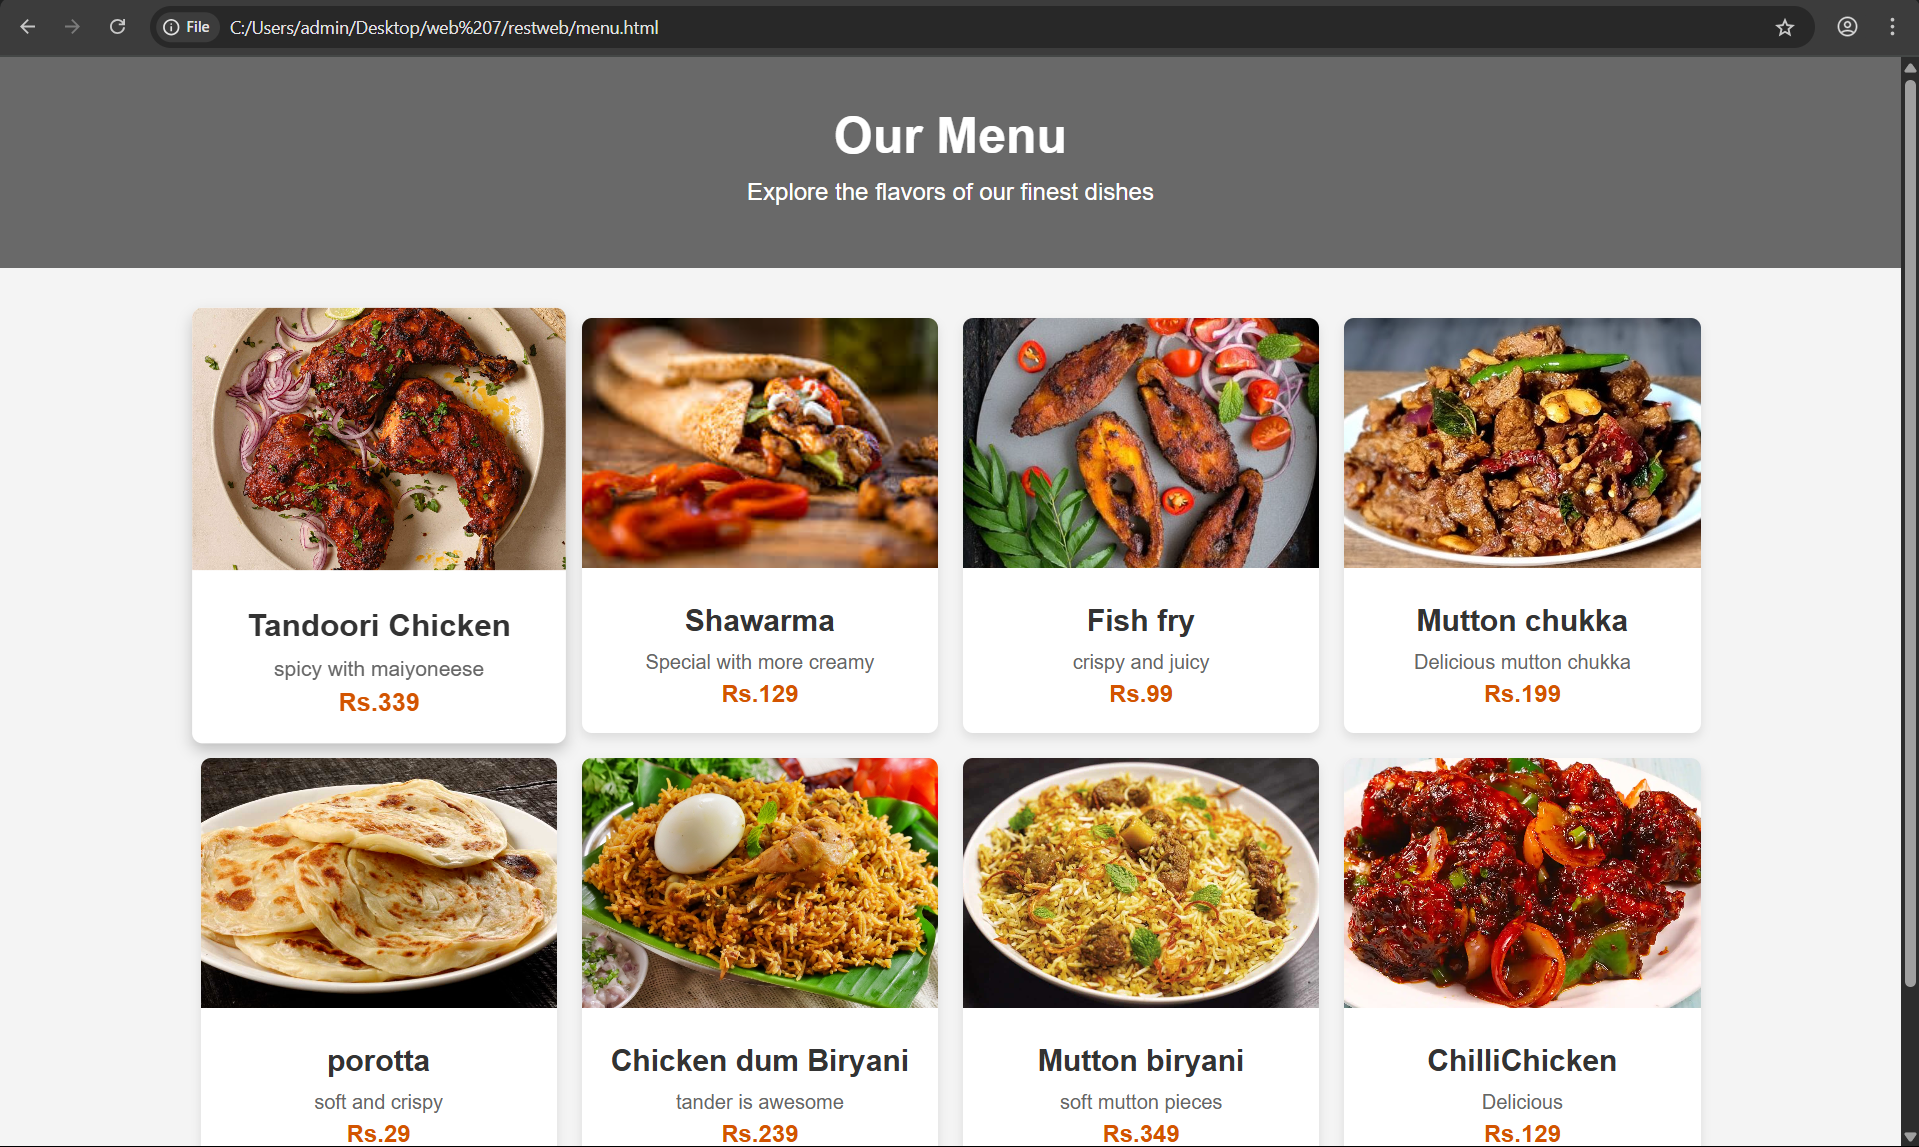 File
C:/Users/admin/Desktop/web%207/restweb/menu.html
Our Menu
Explore the flavors of our finest dishes
Tandoori Chicken
spicy with maiyoneese
Rs.339
Shawarma
Special with more creamy
Rs.129
Fish fry
crispy and juicy
Rs.99
Mutton chukka
Delicious mutton chukka
Rs.199
porotta
soft and crispy
Rs.29
Chicken dum Biryani
tander is awesome
Rs.239
Mutton biryani
soft mutton pieces
Rs.349
ChilliChicken
Delicious
Rs.129